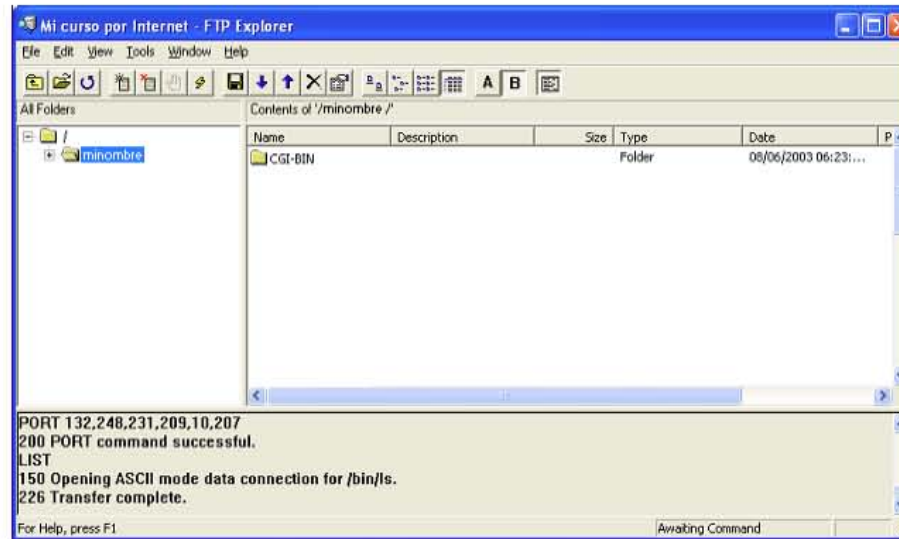 Mi curso por Internet - FTP Explorer
File Edit View Tools Window Help
A B
All Folders Contents of '/minombre /'
/
minombre
Name Description Size Type Date P
CGI-BIN Folder 08/06/2003 06:23:...
PORT 132,248,231,209,10,207
200 PORT command successful.
LIST
150 Opening ASCII mode data connection for /bin/ls.
226 Transfer complete.
For Help, press F1 Awaiting Command